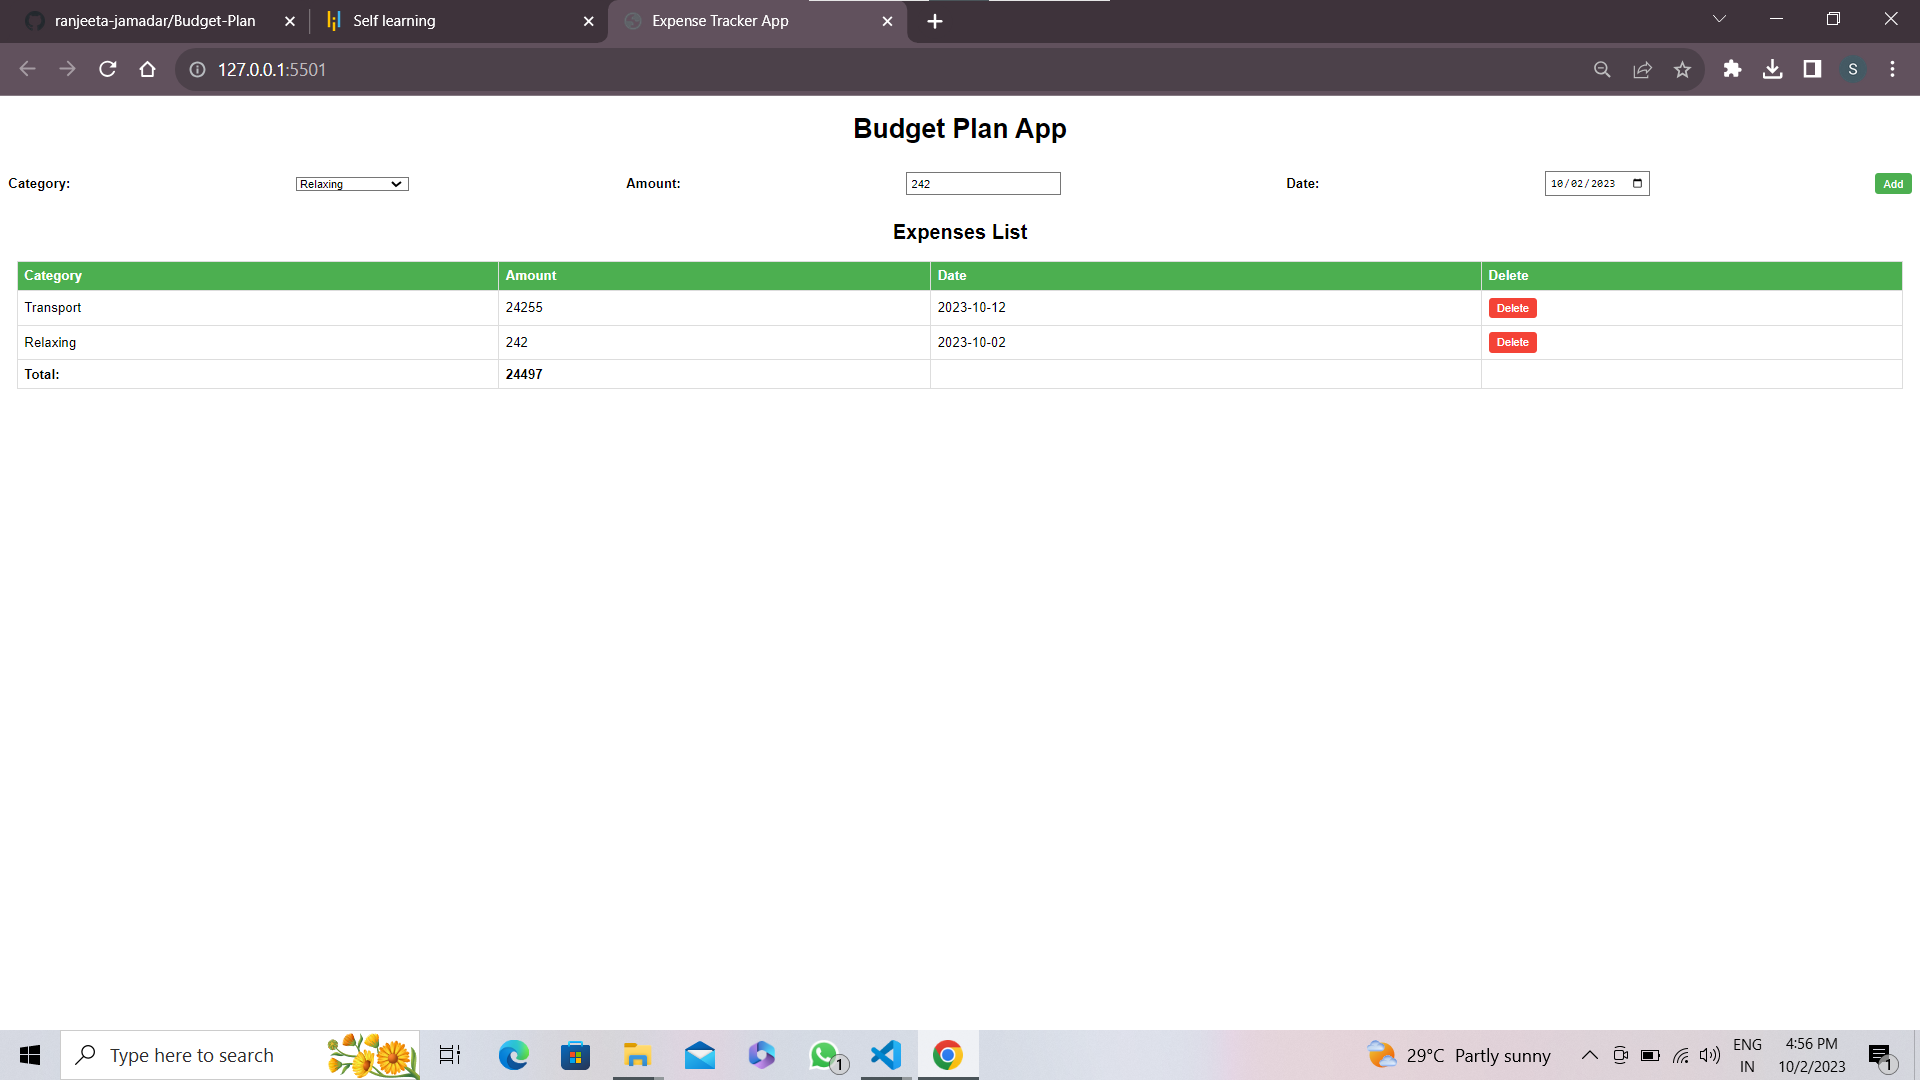 ranjeeta-jamadar/Budget-Plan Self learning Expense Tracker App
127.0.0.1:5501 S
Budget Plan App
Category: Relaxing Amount: 242 Date: 10/02/2023 Add
Expenses List
Category Amount Date Delete
Transport 24255 2023-10-12 Delete
Relaxing 242 2023-10-02 Delete
Total: 24497
Type here to search 1 29°C Partly sunny ENG 4:56 PM
IN 10/2/2023 1